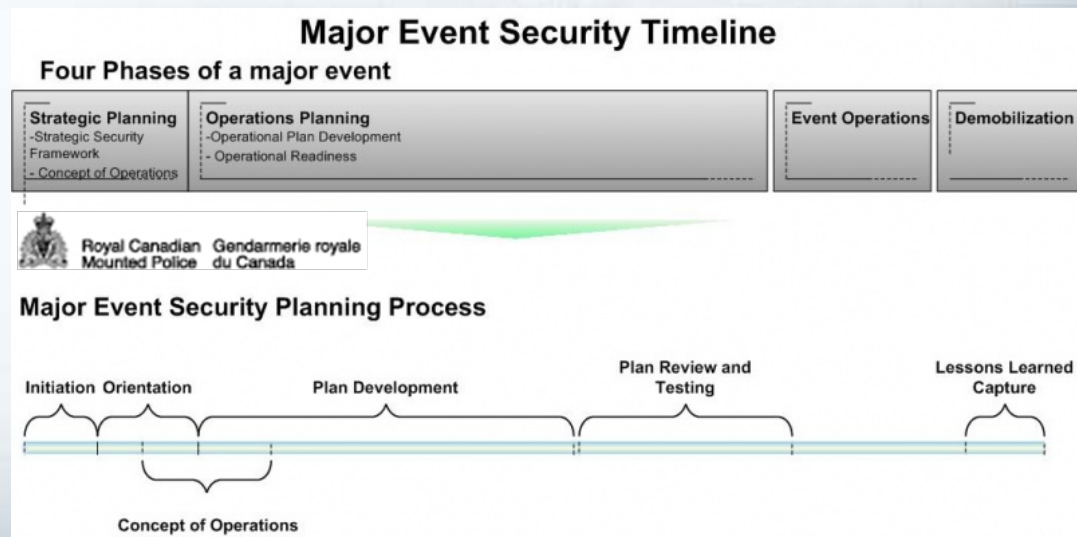 Major Event Security Timeline
Four Phases of a major event
Strategic Planning
-Strategic Security
Framework
- Concept of Operations
Operations Planning
-Operational Plan Development
- Operational Readiness
Event Operations
Demobilization
Royal Canadian Gendarmerie royale
Mounted Police du Canada
Major Event Security Planning Process
Initiation Orientation
Plan Development
Plan Review and
Testing
Lessons Learned
Capture
Concept of Operations